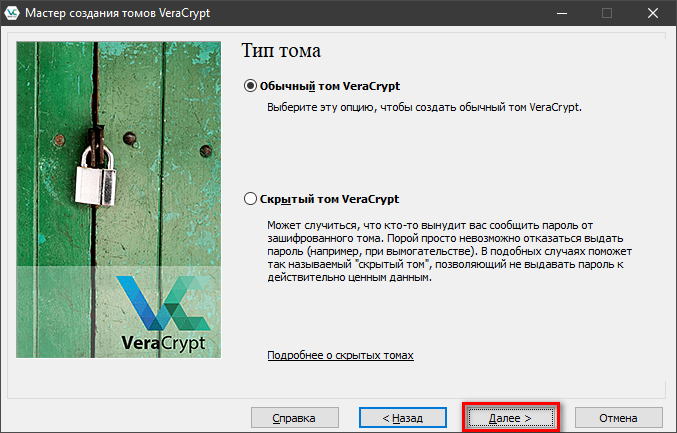 Мастер создания томов VeraCrypt
Тип тома
Обычный том VeraCrypt
Выберите эту опцию, чтобы создать обычный том VeraCrypt.
Скрытый том VeraCrypt
Может случиться, что кто-то вынудит вас сообщить пароль от
зашифрованного тома. Порой просто невозможно отказаться выдать
пароль (например, при вымогательстве). В подобных случаях поможет
так называемый "скрытый том", позволяющий не выдавать пароль к
действительно ценным данным.
VeraCrypt
Подробнее о скрытых томах
Справка
< Назад
Далее >
Отмена